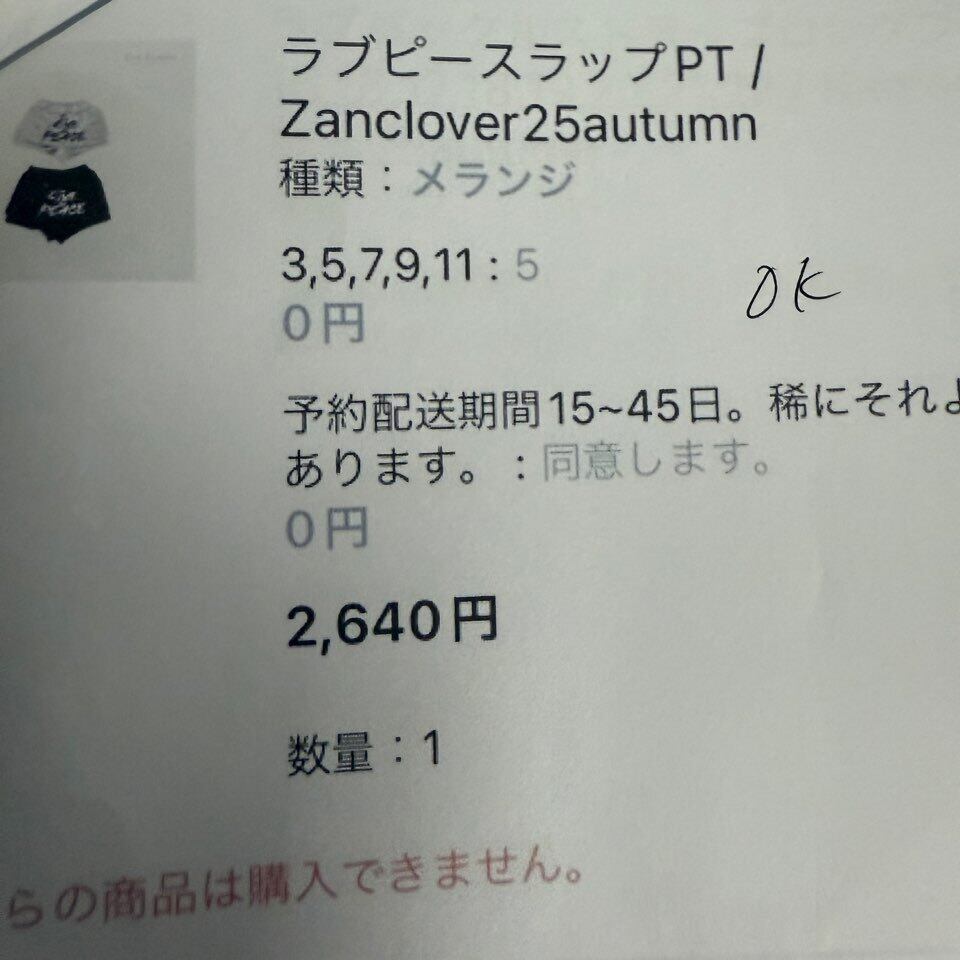 ラブピースラップPT /
Zanclover25autumn
種類：メランジ
3,5,7,9,11 : 5
OK
0円
予約配送期間15~45日。稀にそれよ
あります。 : 同意します。
0円
2,640円
数量：1
らの商品は購入できません。